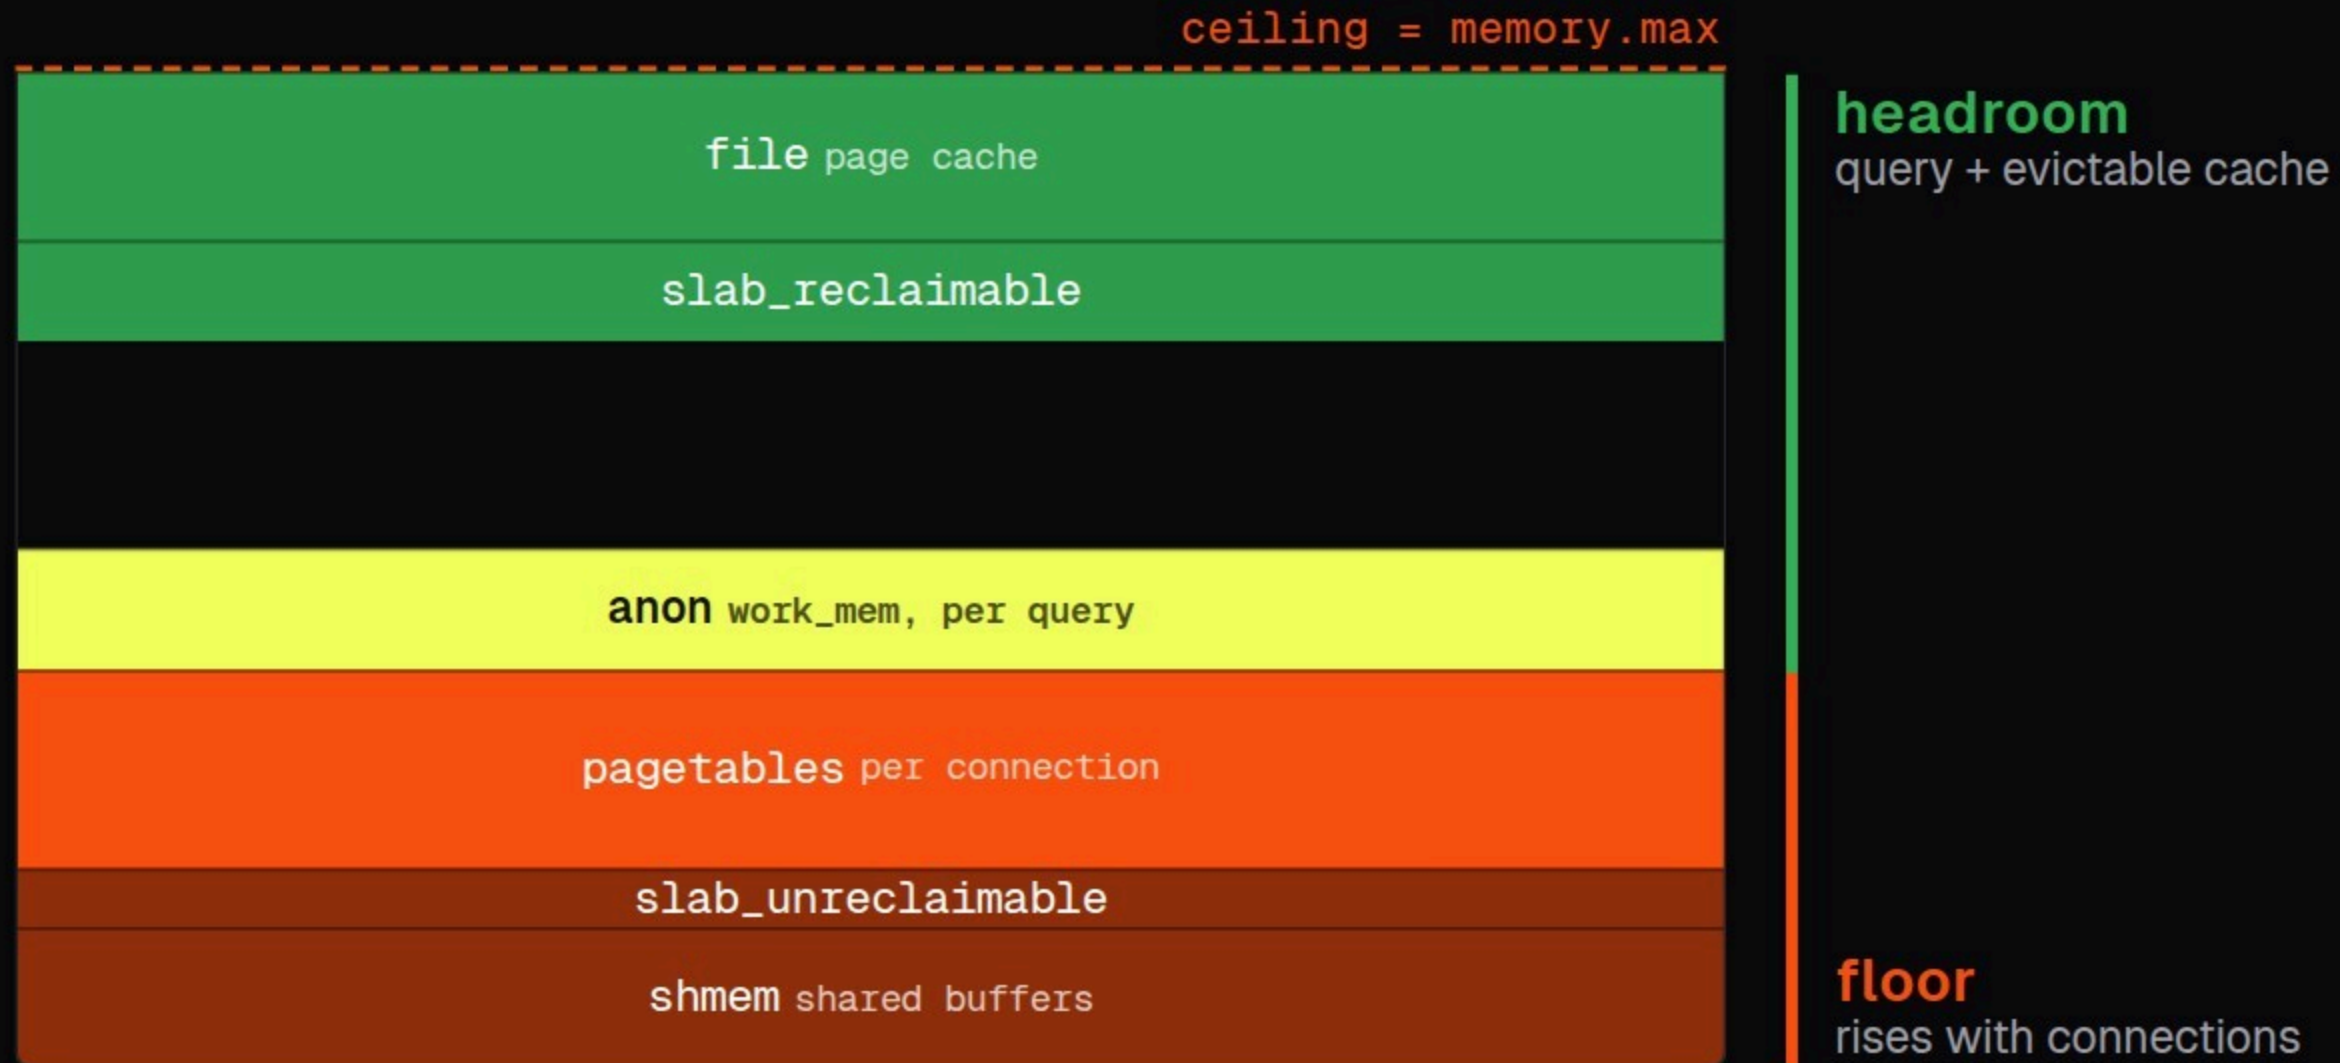 ceiling = memory.max
headroom
query + evictable cache
file page cache
slab_reclaimable
anon work_mem, per query
pagetables per connection
slab_unreclaimable
shmem shared buffers
floor
rises with connections